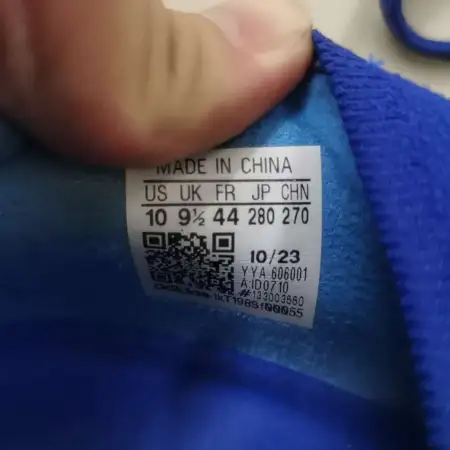 MADE IN CHINA
US UK FR JP CHN
10 9½ 44 280 270
10/23
YYA 606001
A:ID0710
#133003660